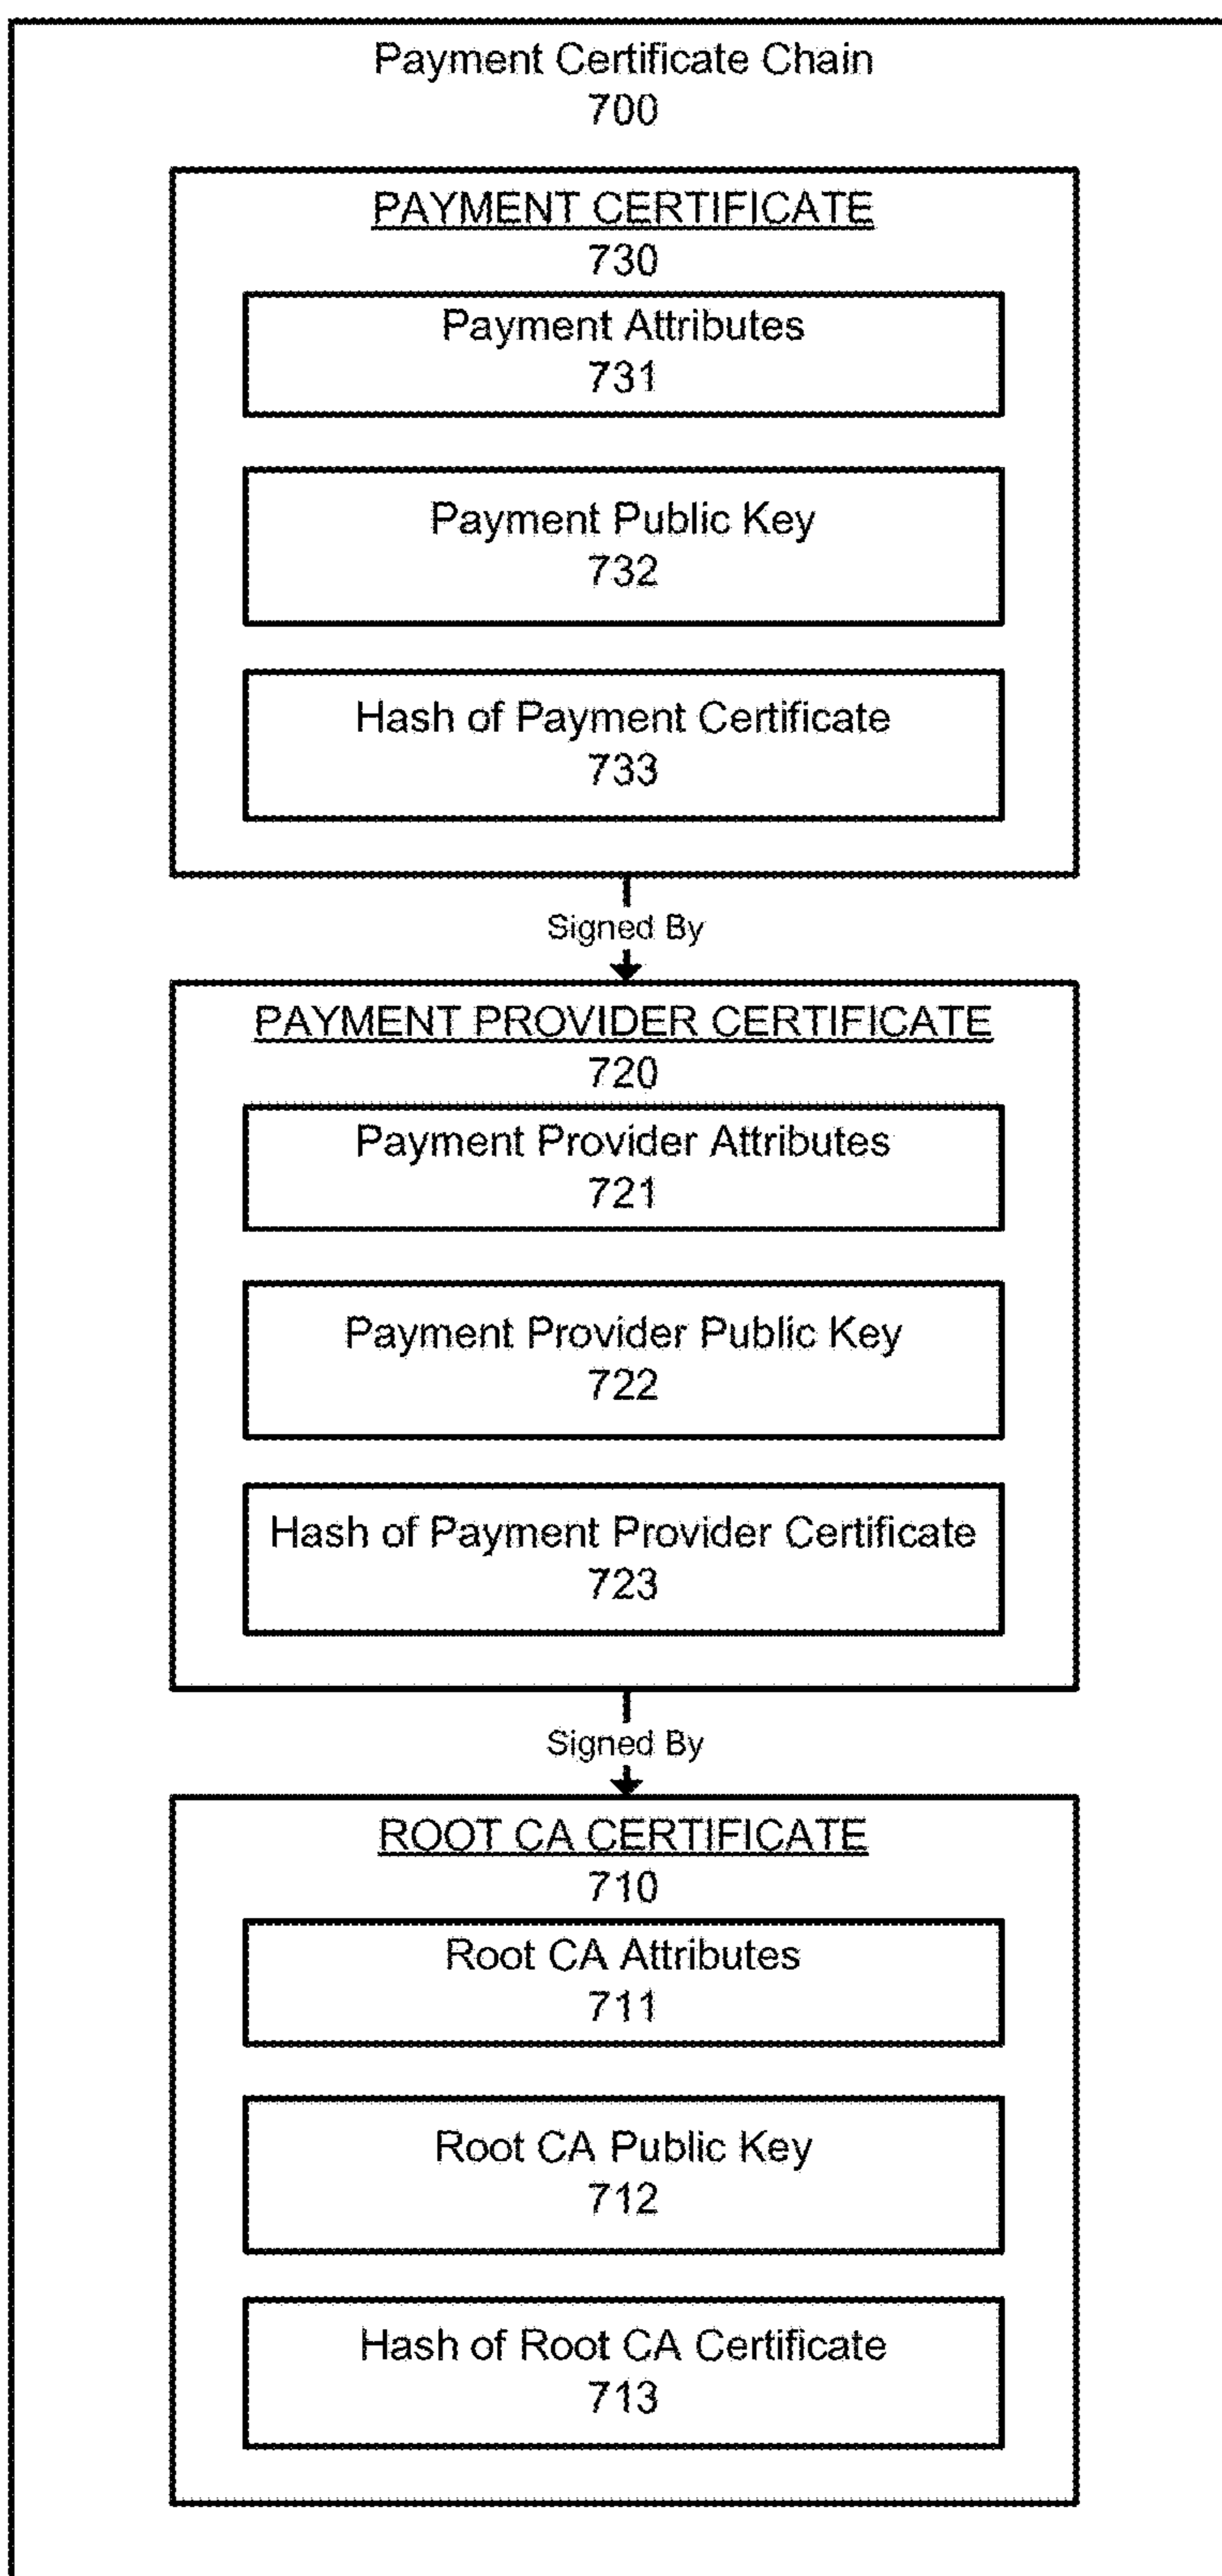 Payment Certificate Chain
700
PAYMENT CERTIFICATE
730
Payment Attributes
731
Payment Public Key
732
Hash of Payment Certificate
733
Signed By
PAYMENT PROVIDER CERTIFICATE
720
Payment Provider Attributes
721
Payment Provider Public Key
722
Hash of Payment Provider Certificate
723
Signed By
ROOT CA CERTIFICATE
710
Root CA Attributes
711
Root CA Public Key
712
Hash of Root CA Certificate
713